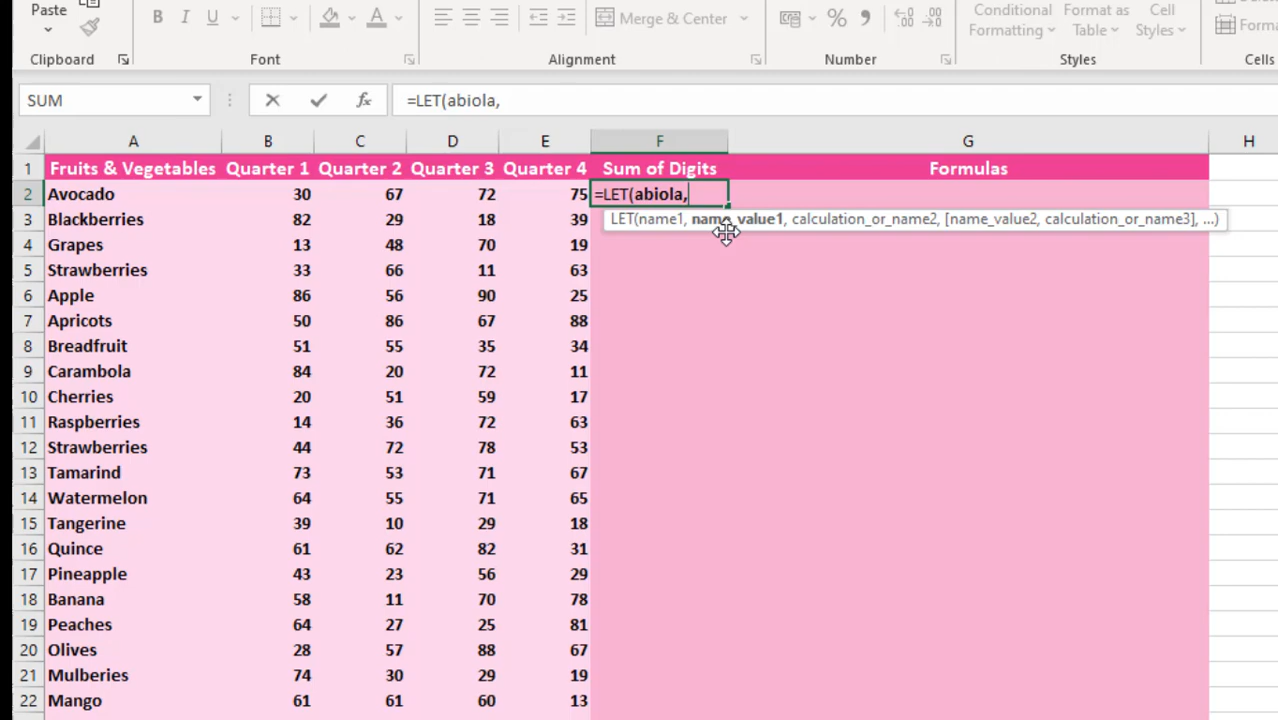 Paste
B I U A
Merge & Center
% 9
Conditional Formatting
Format as Table
Cell Styles
Clipboard Font Alignment Number Styles Cells
SUM fx =LET(abiola,
A B C D E F G H
1 Fruits & Vegetables Quarter 1 Quarter 2 Quarter 3 Quarter 4 Sum of Digits Formulas
2 Avocado 30 67 72 75 =LET(abiola,
LET(name1, name_value1, calculation_or_name2, [name_value2, calculation_or_name3], ...)
3 Blackberries 82 29 18 39
4 Grapes 13 48 70 19
5 Strawberries 33 66 11 63
6 Apple 86 56 90 25
7 Apricots 50 86 67 88
8 Breadfruit 51 55 35 34
9 Carambola 84 20 72 11
10 Cherries 20 51 59 17
11 Raspberries 14 36 72 63
12 Strawberries 44 72 78 53
13 Tamarind 73 53 71 67
14 Watermelon 64 55 71 65
15 Tangerine 39 10 29 18
16 Quince 61 62 82 31
17 Pineapple 43 23 56 29
18 Banana 58 11 70 78
19 Peaches 64 27 25 81
20 Olives 28 57 88 67
21 Mulberies 74 30 29 19
22 Mango 61 61 60 13